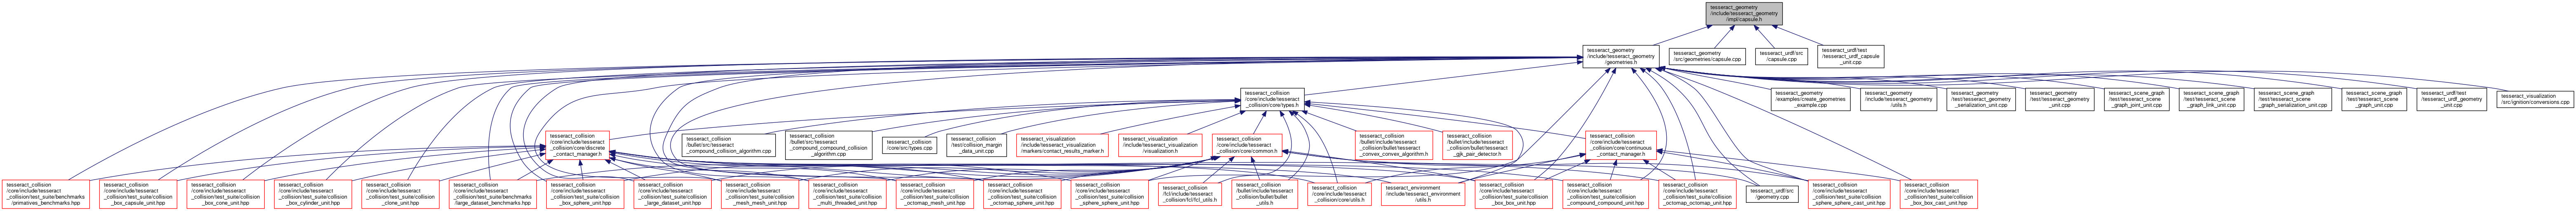 tesseract_geometry
/include/tesseract_geometry
/impl/capsule.h
tesseract_geometry
/include/tesseract_geometry
/geometries.h
tesseract_geometry
/src/geometries/capsule.cpp
tesseract_urdf/src
/capsule.cpp
tesseract_urdf/test
/tesseract_urdf_capsule
_unit.cpp
tesseract_collision
/core/include/tesseract
_collision/core/types.h
tesseract_geometry
/examples/create_geometries
_example.cpp
tesseract_geometry
/include/tesseract_geometry
/utils.h
tesseract_geometry
/test/tesseract_geometry
_serialization_unit.cpp
tesseract_geometry
/test/tesseract_geometry
_unit.cpp
tesseract_scene_graph
/test/tesseract_scene
_graph_joint_unit.cpp
tesseract_scene_graph
/test/tesseract_scene
_graph_link_unit.cpp
tesseract_scene_graph
/test/tesseract_scene
_graph_serialization_unit.cpp
tesseract_scene_graph
/test/tesseract_scene
_graph_unit.cpp
tesseract_urdf/test
/tesseract_urdf_geometry
_unit.cpp
tesseract_visualization
/src/ignition/conversions.cpp
tesseract_collision
/core/include/tesseract
_collision/core/discrete
_contact_manager.h
tesseract_collision
/bullet/src/tesseract
_compound_collision_algorithm.cpp
tesseract_collision
/bullet/src/tesseract
_compound_compound_collision
_algorithm.cpp
tesseract_collision
/core/src/types.cpp
tesseract_collision
/test/collision_margin
_data_unit.cpp
tesseract_visualization
/include/tesseract_visualization
/markers/contact_results_marker.h
tesseract_visualization
/include/tesseract_visualization
/visualization.h
tesseract_collision
/core/include/tesseract
_collision/core/common.h
tesseract_collision
/bullet/include/tesseract
_collision/bullet/tesseract
_convex_convex_algorithm.h
tesseract_collision
/bullet/include/tesseract
_collision/bullet/tesseract
_gjk_pair_detector.h
tesseract_collision
/core/include/tesseract
_collision/core/continuous
_contact_manager.h
tesseract_collision
/core/include/tesseract
_collision/test_suite/benchmarks
/primatives_benchmarks.hpp
tesseract_collision
/core/include/tesseract
_collision/test_suite/collision
_box_capsule_unit.hpp
tesseract_collision
/core/include/tesseract
_collision/test_suite/collision
_box_cone_unit.hpp
tesseract_collision
/core/include/tesseract
_collision/test_suite/collision
_box_cylinder_unit.hpp
tesseract_collision
/core/include/tesseract
_collision/test_suite/collision
_clone_unit.hpp
tesseract_collision
/core/include/tesseract
_collision/test_suite/benchmarks
/large_dataset_benchmarks.hpp
tesseract_collision
/core/include/tesseract
_collision/test_suite/collision
_box_sphere_unit.hpp
tesseract_collision
/core/include/tesseract
_collision/test_suite/collision
_large_dataset_unit.hpp
tesseract_collision
/core/include/tesseract
_collision/test_suite/collision
_mesh_mesh_unit.hpp
tesseract_collision
/core/include/tesseract
_collision/test_suite/collision
_multi_threaded_unit.hpp
tesseract_collision
/core/include/tesseract
_collision/test_suite/collision
_octomap_mesh_unit.hpp
tesseract_collision
/core/include/tesseract
_collision/test_suite/collision
_octomap_sphere_unit.hpp
tesseract_collision
/core/include/tesseract
_collision/test_suite/collision
_sphere_sphere_unit.hpp
tesseract_collision
/fcl/include/tesseract
_collision/fcl/fcl_utils.h
tesseract_collision
/bullet/include/tesseract
_collision/bullet/bullet
_utils.h
tesseract_collision
/core/include/tesseract
_collision/core/utils.h
tesseract_environment
/include/tesseract_environment
/utils.h
tesseract_collision
/core/include/tesseract
_collision/test_suite/collision
_box_box_unit.hpp
tesseract_collision
/core/include/tesseract
_collision/test_suite/collision
_compound_compound_unit.hpp
tesseract_collision
/core/include/tesseract
_collision/test_suite/collision
_octomap_octomap_unit.hpp
tesseract_urdf/src
/geometry.cpp
tesseract_collision
/core/include/tesseract
_collision/test_suite/collision
_sphere_sphere_cast_unit.hpp
tesseract_collision
/core/include/tesseract
_collision/test_suite/collision
_box_box_cast_unit.hpp